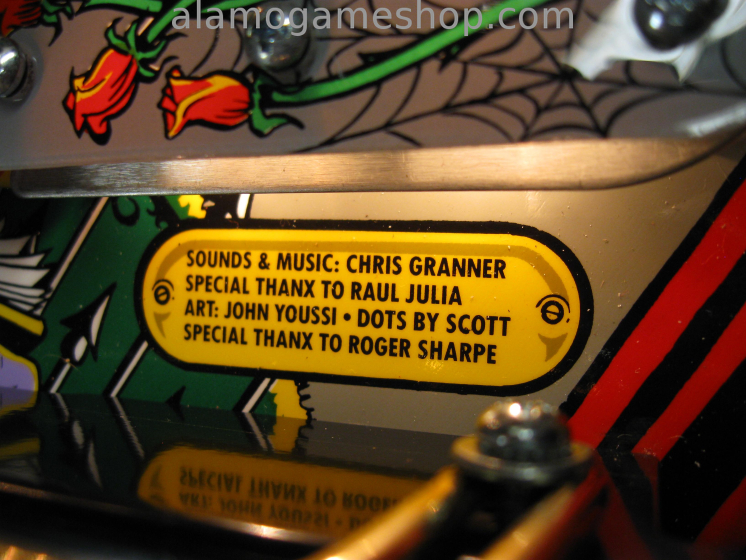 alamogameshop.com
SOUNDS & MUSIC: CHRIS GRANNER
SPECIAL THANX TO RAUL JULIA
ART: JOHN YOUSSI • DOTS BY SCOTT
SPECIAL THANX TO ROGER SHARPE